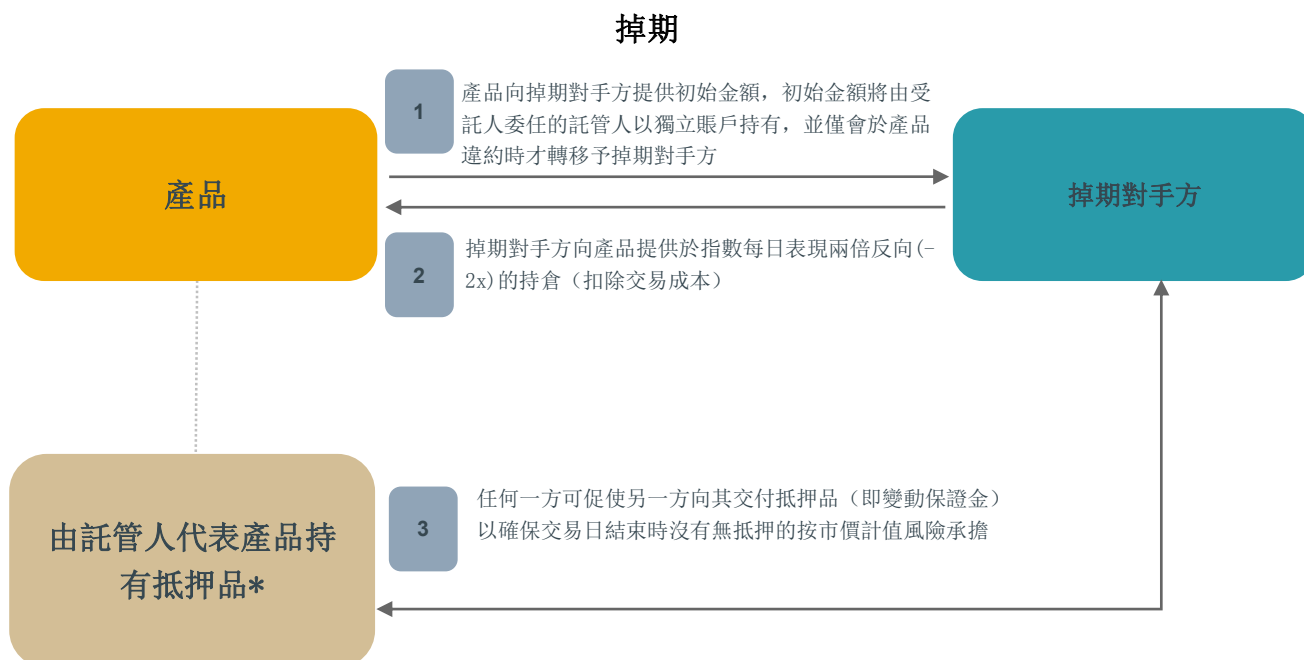 掉期
1
產品向掉期對手方提供初始金額，初始金額將由受
託人委任的託管人以獨立賬戶持有，並僅會於產品
違約時才轉移予掉期對手方
產品
掉期對手方
2
掉期對手方向產品提供於指數每日表現兩倍反向(-
2x)的持倉（扣除交易成本）
由託管人代表產品持
有抵押品*
3
任何一方可促使另一方向其交付抵押品（即變動保證金）
以確保交易日結束時沒有無抵押的按市價計值風險承擔